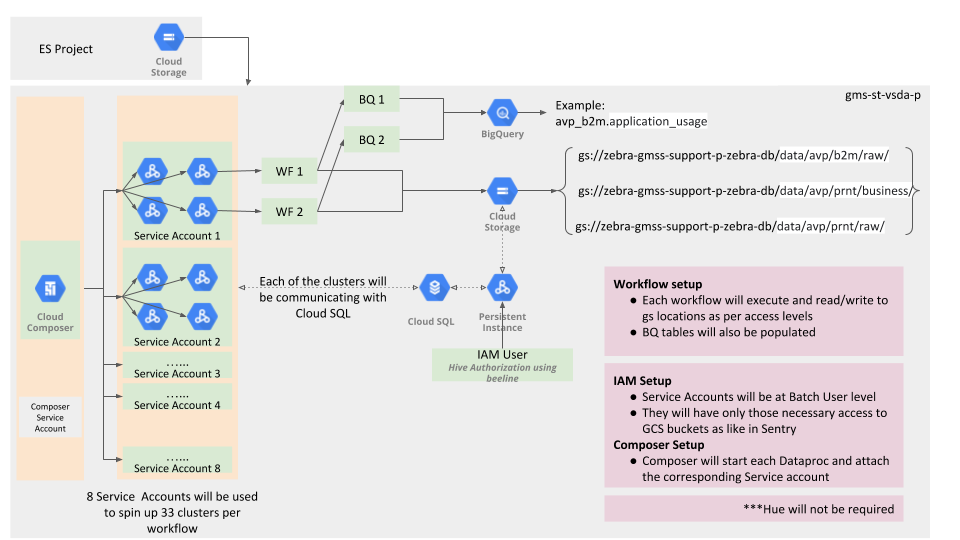 ES Project
Cloud
Storage
gms-st-vsda-p
BQ 1
BQ 2
BigQuery
Example:
avp_b2m.application_usage
WF 1
WF 2
Cloud
Storage
gs://zebra-gmss-support-p-zebra-db/data/avp/b2m/raw/
gs://zebra-gmss-support-p-zebra-db/data/avp/prnt/business/
gs://zebra-gmss-support-p-zebra-db/data/avp/prnt/raw/
Service Account 1
Service Account 2
……...
Service Account 3
……...
Service Account 4
……...
Service Account 8
Cloud
Composer
Composer
Service
Account
8 Service Accounts will be used
to spin up 33 clusters per
workflow
Each of the clusters will
be communicating with
Cloud SQL
Cloud SQL
Persistent
Instance
IAM User
Hive Authorization using
beeline
Workflow setup
● Each workflow will execute and read/write to
gs locations as per access levels
● BQ tables will also be populated
IAM Setup
● Service Accounts will be at Batch User level
● They will have only those necessary access to
GCS buckets as like in Sentry
Composer Setup
● Composer will start each Dataproc and attach
the corresponding Service account
***Hue will not be required